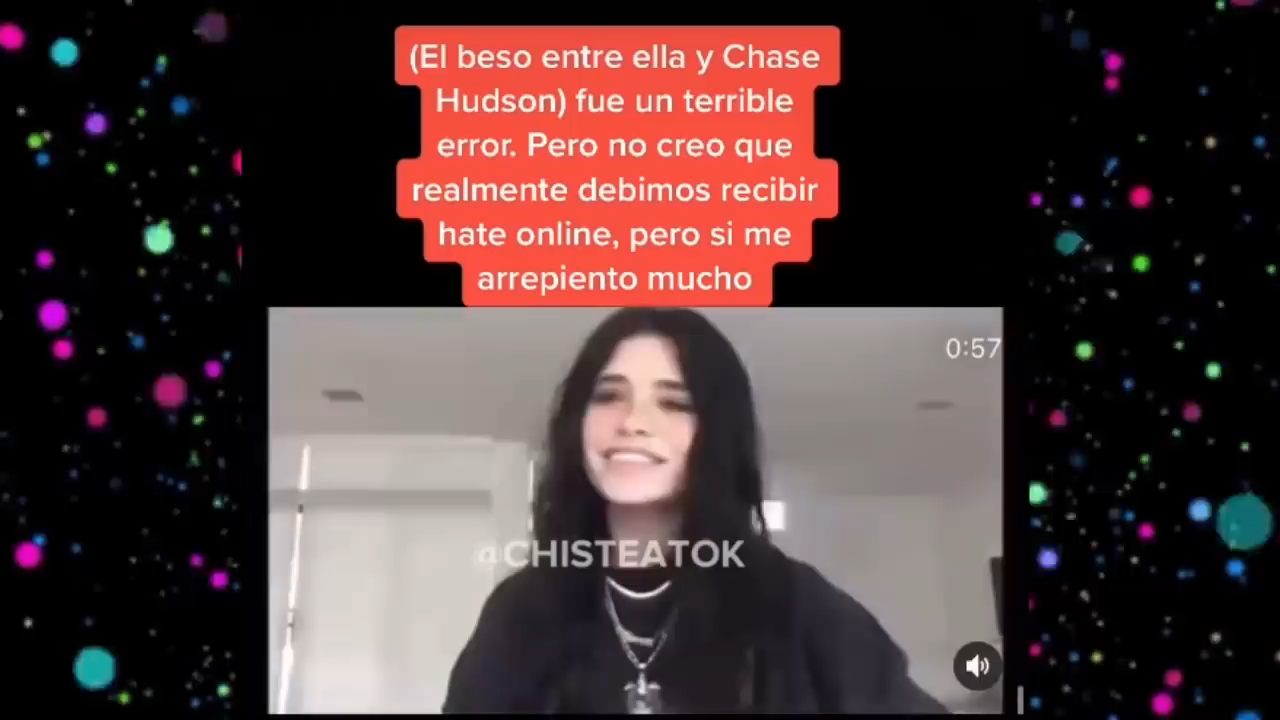 (El beso entre ella y Chase
Hudson) fue un terrible
error. Pero no creo que
realmente debimos recibir
hate online, pero si me
arrepiento mucho
0:57
@CHISTEATOK